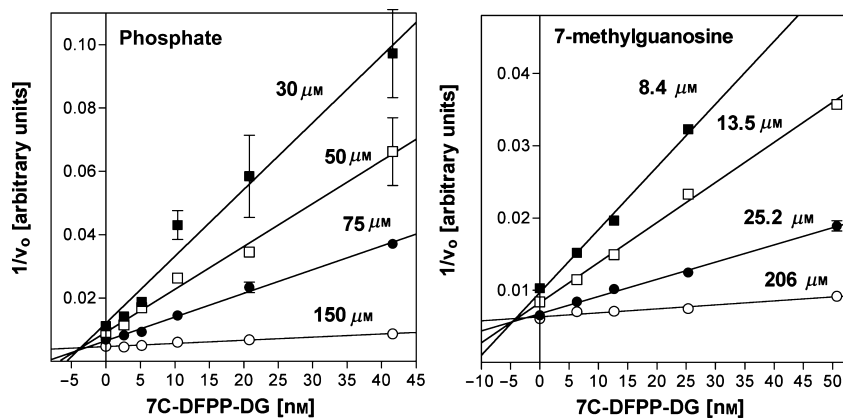 Phosphate
1/vo [arbitrary units]
0.10
0.08
0.06
0.04
0.02
30 μM
50 μM
75 μM
150 μM
−5 0 5 10 15 20 25 30 35 40 45
7C-DFPP-DG [nM]
7-methylguanosine
1/vo [arbitrary units]
0.04
0.03
0.02
0.01
8.4 μM
13.5 μM
25.2 μM
206 μM
−10 −5 0 5 10 15 20 25 30 35 40 45 50
7C-DFPP-DG [nM]